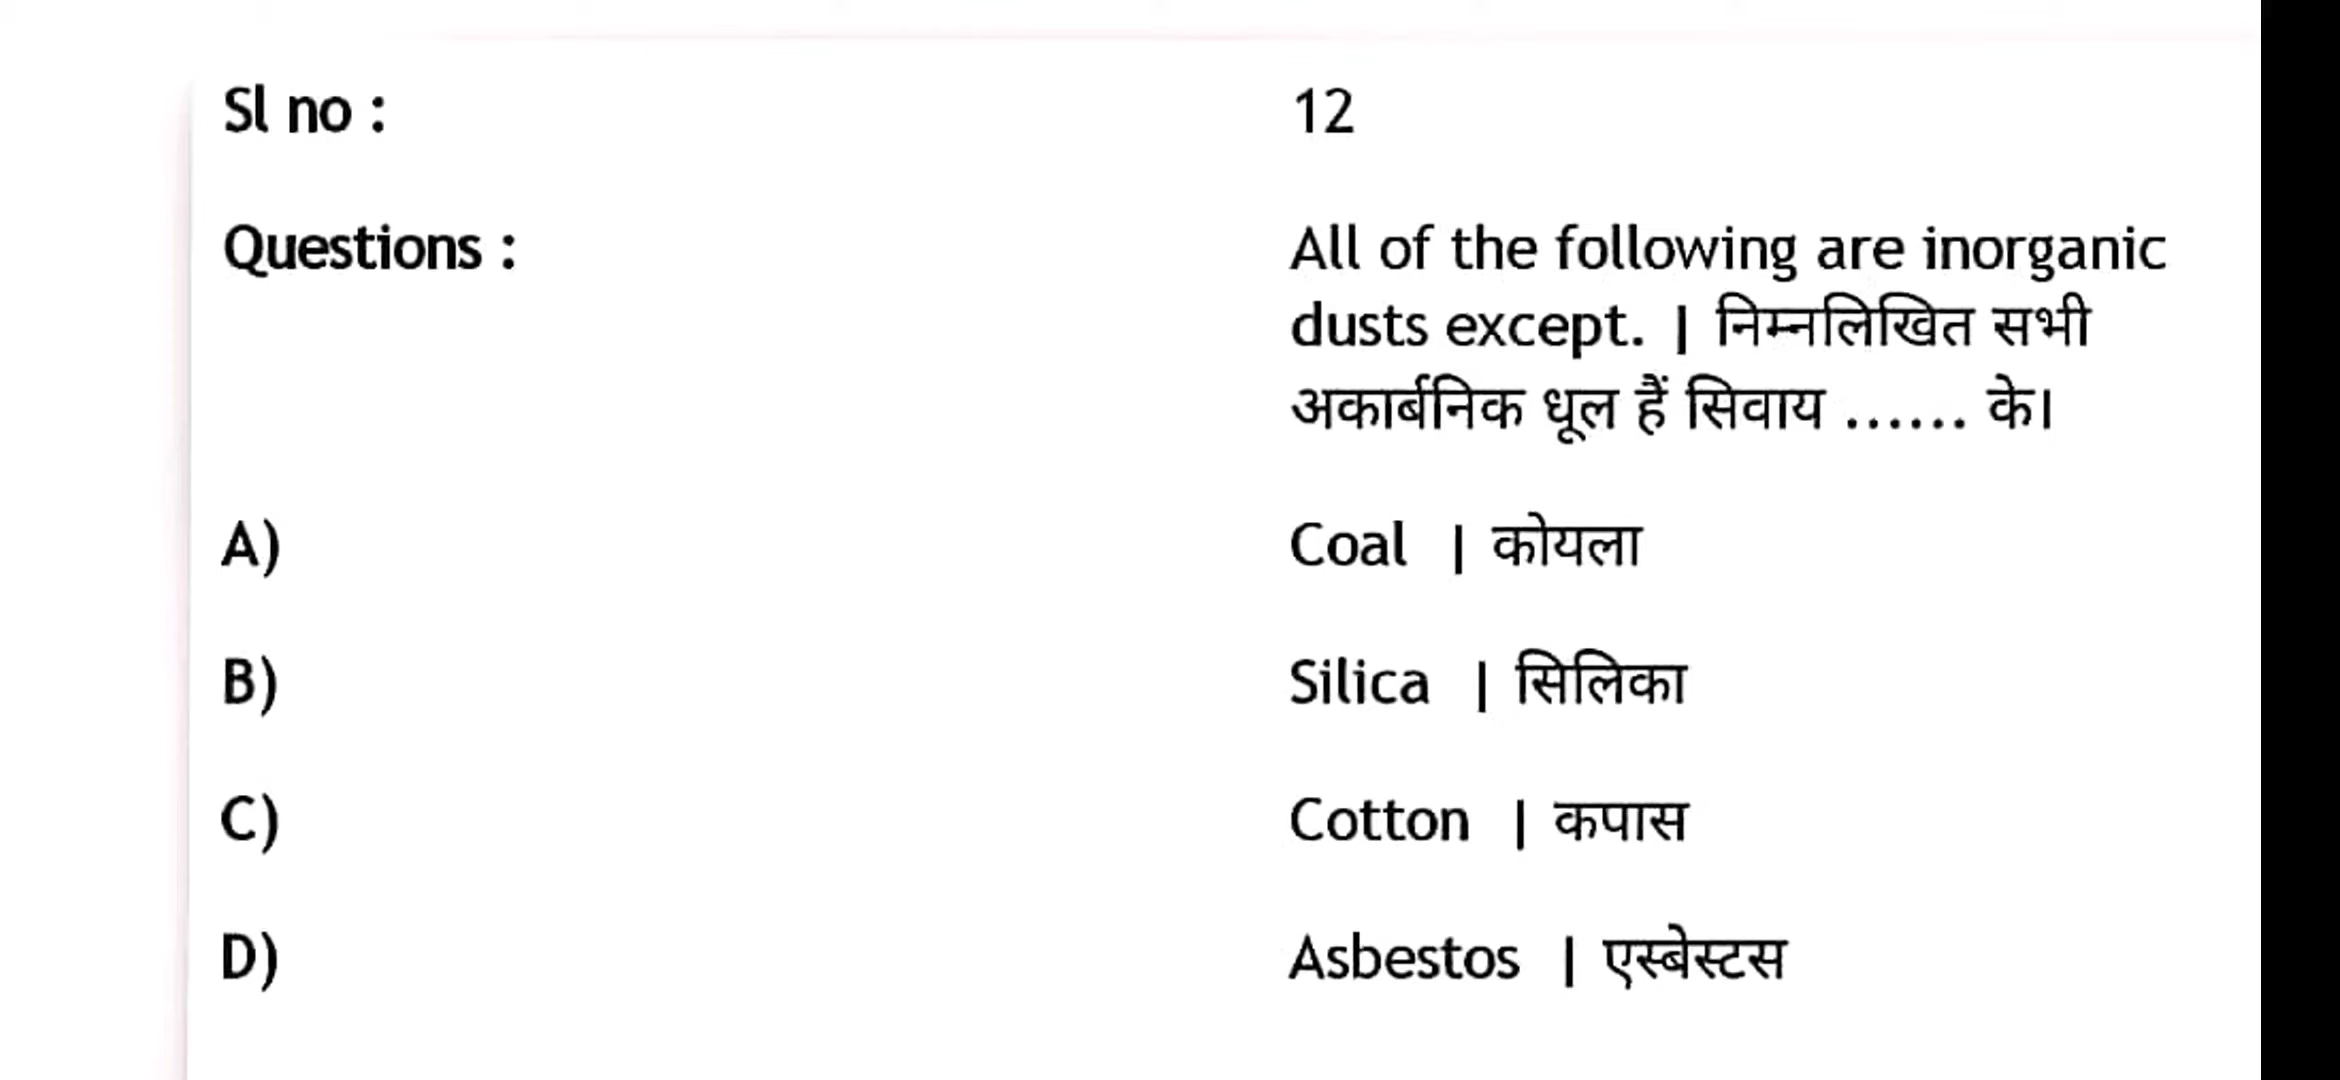 Sl no : 12
Questions : All of the following are inorganic
dusts except. | निम्नलिखित सभी
अकार्बनिक धूल हैं सिवाय ...... के।
A) Coal | कोयला
B) Silica | सिलिका
C) Cotton | कपास
D) Asbestos | एस्बेस्टस